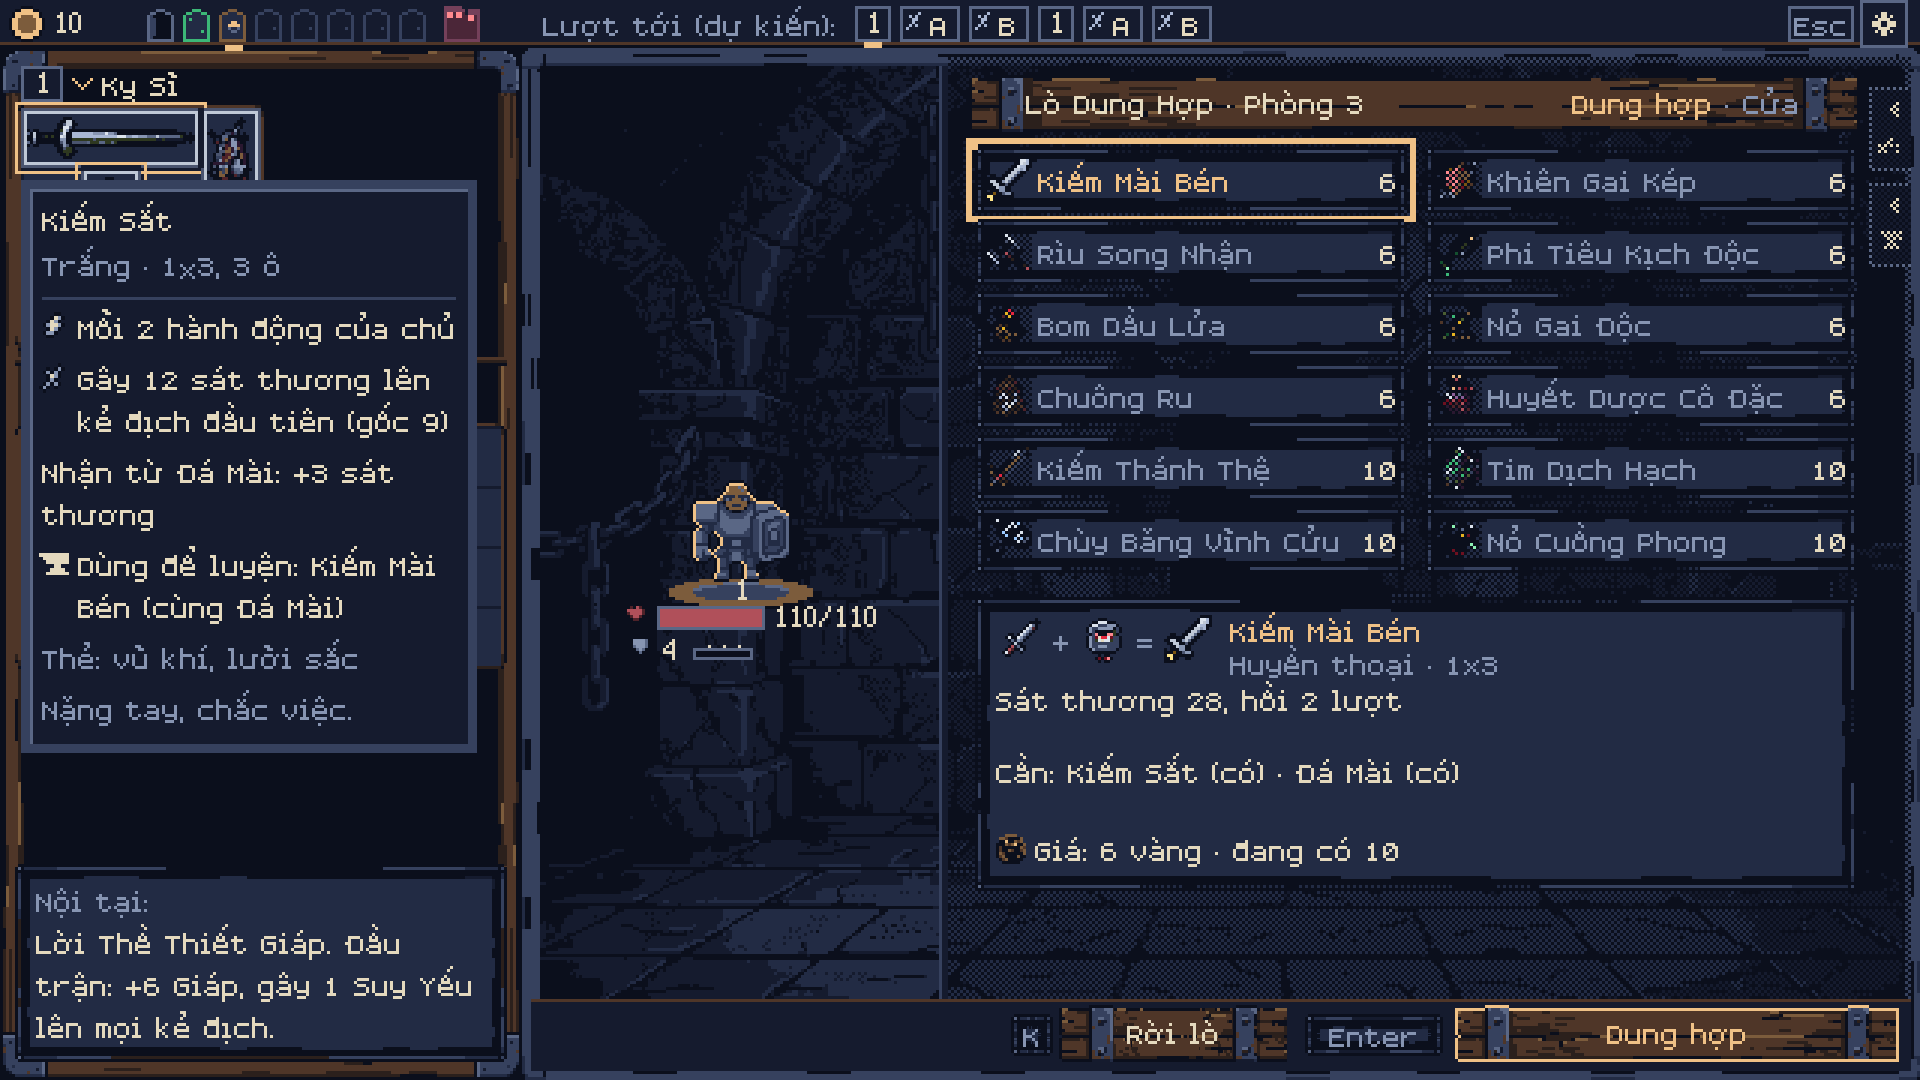 10
Lượt tới (dự kiến): 1 A B 1 A B
Esc
1 Kỵ Sĩ
Kiếm Sắt
Trắng · 1x3, 3 ô
Mỗi 2 hành động của chủ
Gây 12 sát thương lên
kẻ địch đầu tiên (gốc 9)
Nhận từ Đá Mài: +3 sát
thương
Dùng để luyện: Kiếm Mài
Bén (cùng Đá Mài)
Thẻ: vũ khí, lưỡi sắc
Nặng tay, chắc việc.
Nội tại:
Lời Thề Thiết Giáp. Đầu
trận: +6 Giáp, gây 1 Suy Yếu
lên mọi kẻ địch.
1
110/110
4
Lò Dung Hợp · Phòng 3
Dung hợp · Cửa
Kiếm Mài Bén 6
Khiên Gai Kép 6
Rìu Song Nhận 6
Phi Tiêu Kịch Độc 6
Bom Dầu Lửa 6
Nỏ Gai Độc 6
Chuông Ru 6
Huyết Dược Cô Đặc 6
Kiếm Thánh Thệ 10
Tim Dịch Hạch 10
Chùy Băng Vĩnh Cửu 10
Nỏ Cuồng Phong 10
+ = Kiếm Mài Bén
Huyền thoại · 1x3
Sát thương 28, hồi 2 lượt
Cần: Kiếm Sắt (có) · Đá Mài (có)
Giá: 6 vàng · đang có 10
K Rời lò
Enter Dung hợp